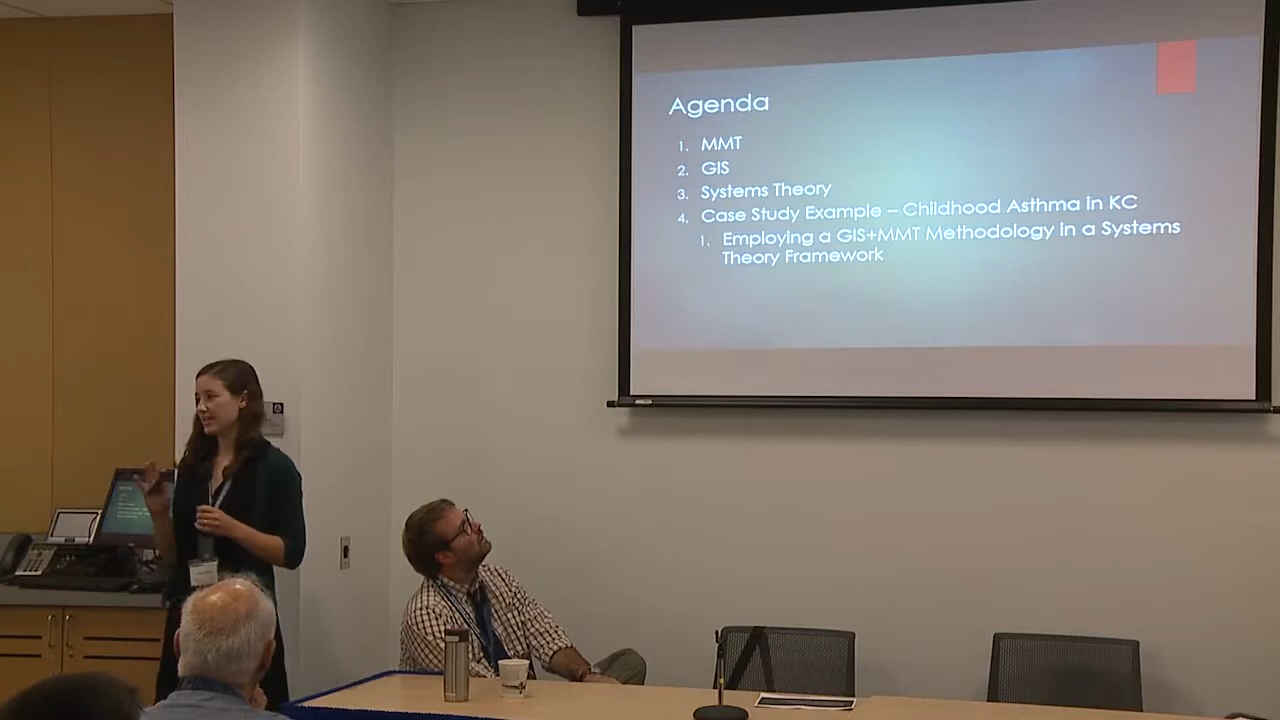 Agenda
1. MMT
2. GIS
3. Systems Theory
4. Case Study Example – Childhood Asthma in KC
1. Employing a GIS+MMT Methodology in a Systems
Theory Framework